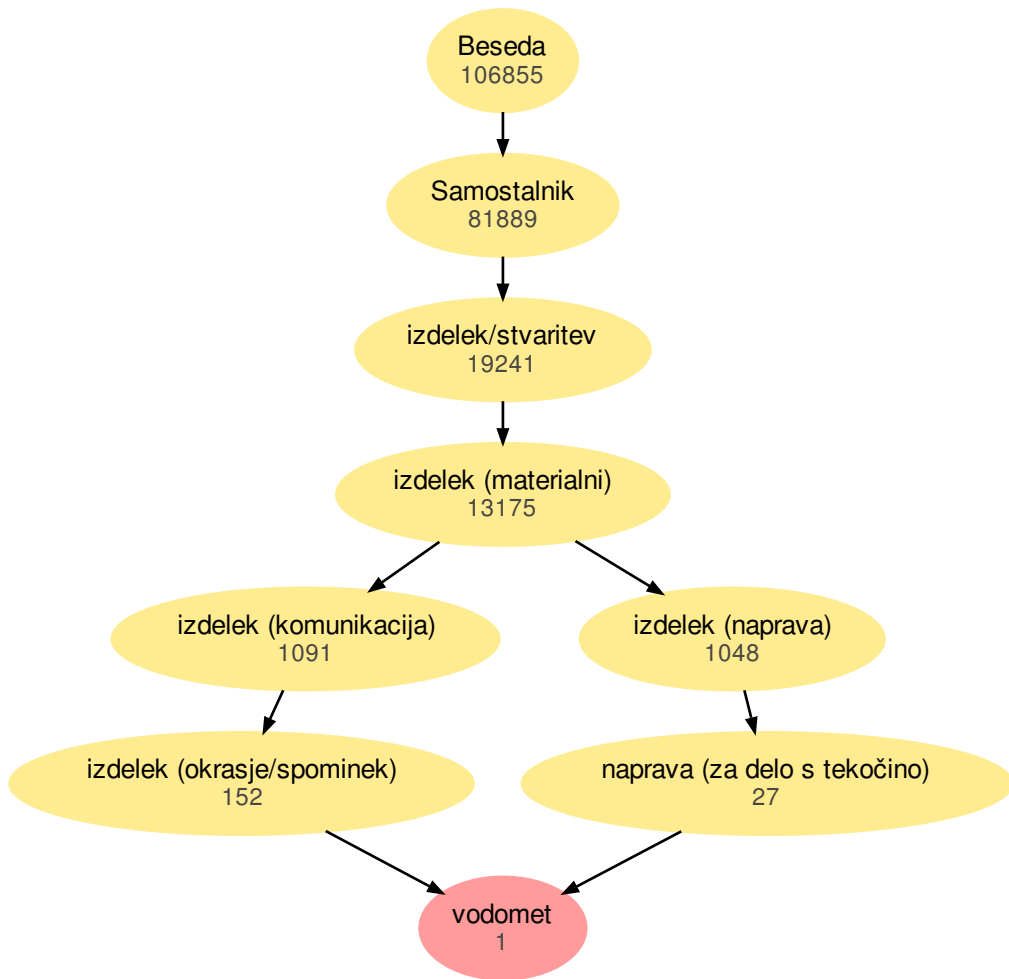 Beseda
106855
Samostalnik
81889
izdelek/stvaritev
19241
izdelek (materialni)
13175
izdelek (komunikacija)
1091
izdelek (naprava)
1048
izdelek (okrasje/spominek)
152
naprava (za delo s tekočino)
27
vodomet
1